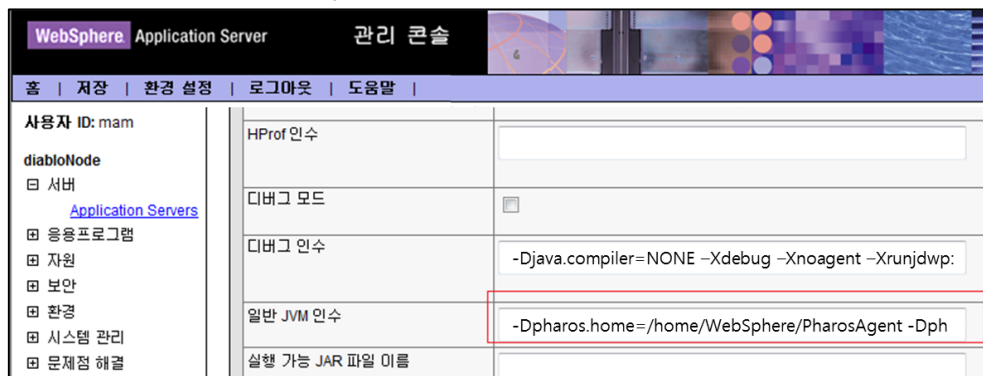 WebSphere Application Server 관리 콘솔
홈 | 저장 | 환경 설정 | 로그아웃 | 도움말 |
사용자 ID: mam
diabloNode
서버
Application Servers
응용프로그램
자원
보안
환경
시스템 관리
문제점 해결
HProf 인수
디버그 모드
디버그 인수
-Djava.compiler=NONE –Xdebug –Xnoagent –Xrunjdwp:
일반 JVM 인수
-Dpharos.home=/home/WebSphere/PharosAgent -Dph
실행 가능 JAR 파일 이름